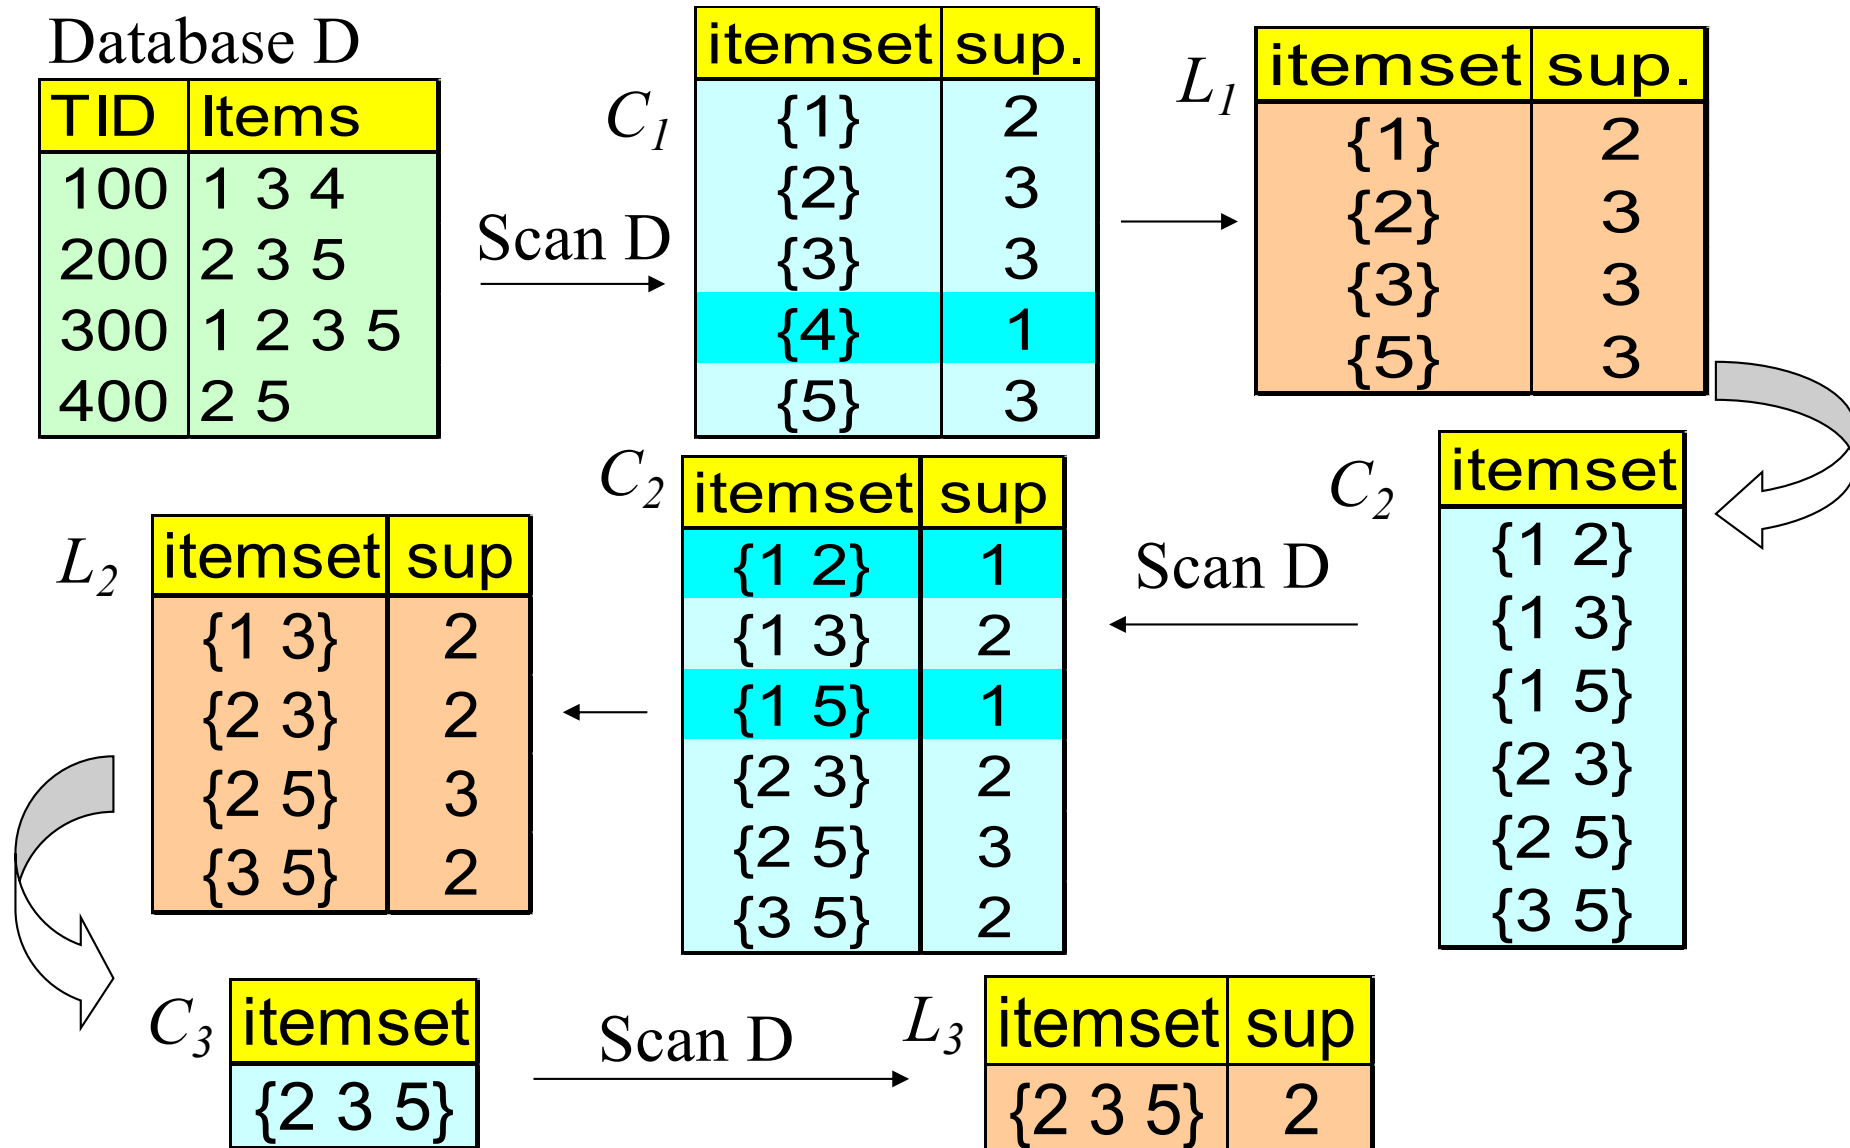 Database D
TID Items
100 1 3 4
200 2 3 5
300 1 2 3 5
400 2 5
Scan D
C1
itemset sup.
{1} 2
{2} 3
{3} 3
{4} 1
{5} 3
L1
itemset sup.
{1} 2
{2} 3
{3} 3
{5} 3
C2
itemset
{1 2}
{1 3}
{1 5}
{2 3}
{2 5}
{3 5}
Scan D
C2
itemset sup
{1 2} 1
{1 3} 2
{1 5} 1
{2 3} 2
{2 5} 3
{3 5} 2
L2
itemset sup
{1 3} 2
{2 3} 2
{2 5} 3
{3 5} 2
C3
itemset
{2 3 5}
Scan D
L3
itemset sup
{2 3 5} 2